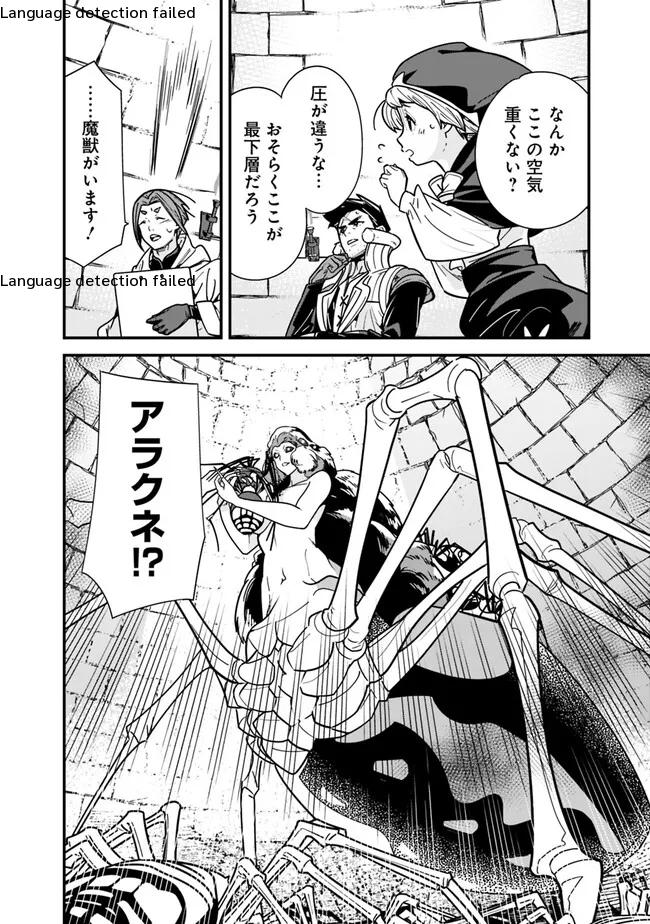 Language detection failed
なんか
ここの空気
重くない？
圧が違うな…
おそらくここが
最下層だろう
……魔獣がいます！
Language detection failed
アラクネ!?